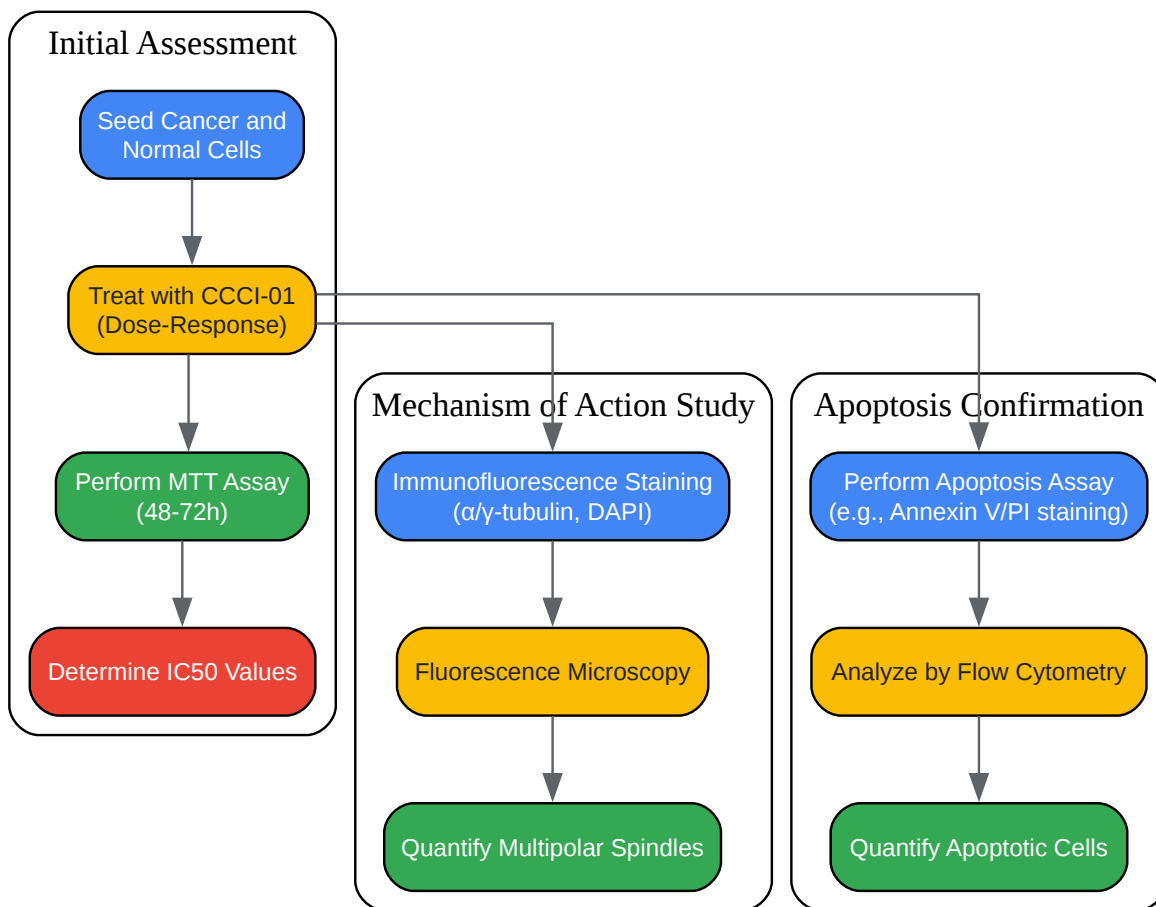 Initial Assessment
Seed Cancer and
Normal Cells
Treat with CCCI-01
(Dose-Response)
Perform MTT Assay
(48-72h)
Determine IC50 Values
Mechanism of Action Study
Immunofluorescence Staining
(α/γ-tubulin, DAPI)
Fluorescence Microscopy
Quantify Multipolar Spindles
Apoptosis Confirmation
Perform Apoptosis Assay
(e.g., Annexin V/PI staining)
Analyze by Flow Cytometry
Quantify Apoptotic Cells